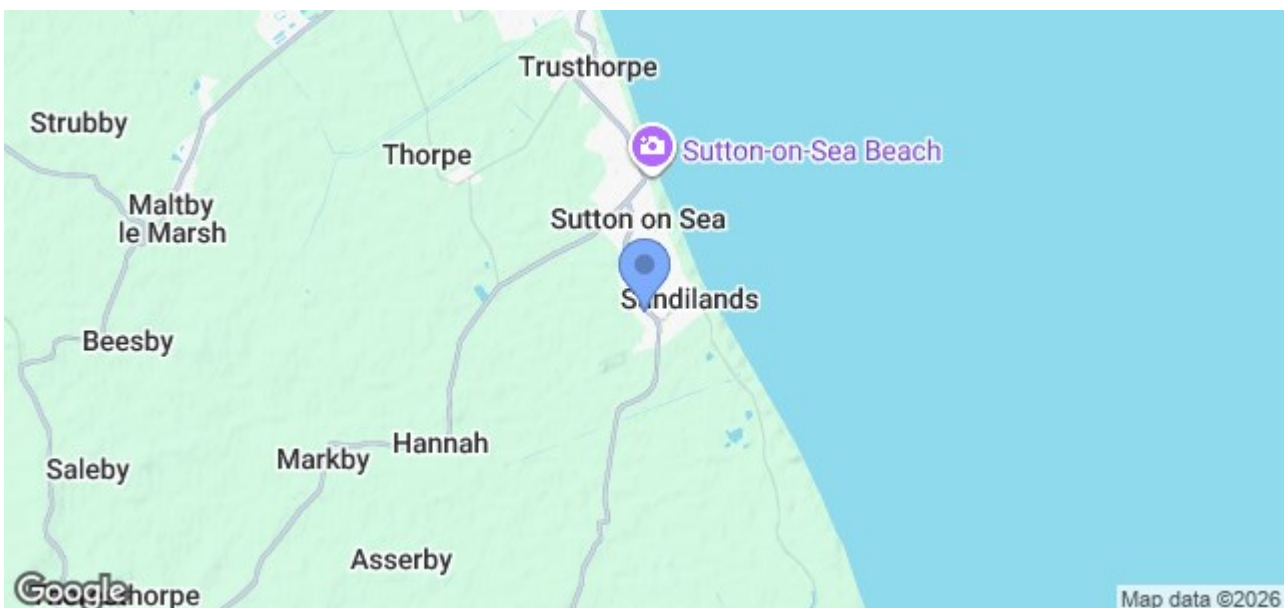 Trusthorpe
Strubby
Sutton-on-Sea Beach
Thorpe
Maltby
le Marsh
Sutton on Sea
Sandilands
Beesby
Hannah
Markby
Saleby
Asserby
Google
Map data ©2026